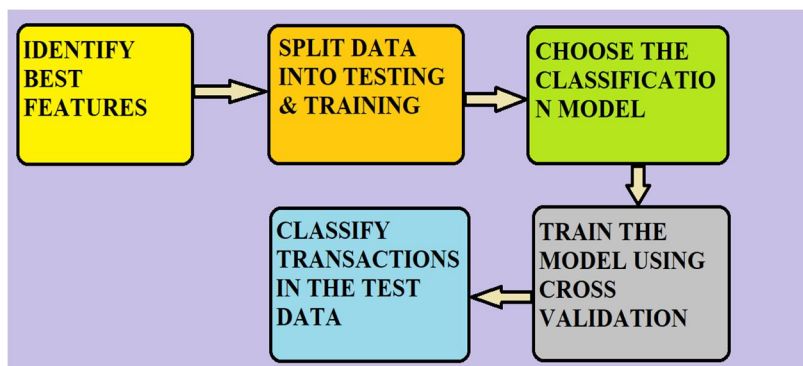 IDENTIFY
BEST
FEATURES
SPLIT DATA
INTO TESTING
& TRAINING
CHOOSE THE
CLASSIFICATIO
N MODEL
TRAIN THE
MODEL USING
CROSS
VALIDATION
CLASSIFY
TRANSACTIONS
IN THE TEST
DATA